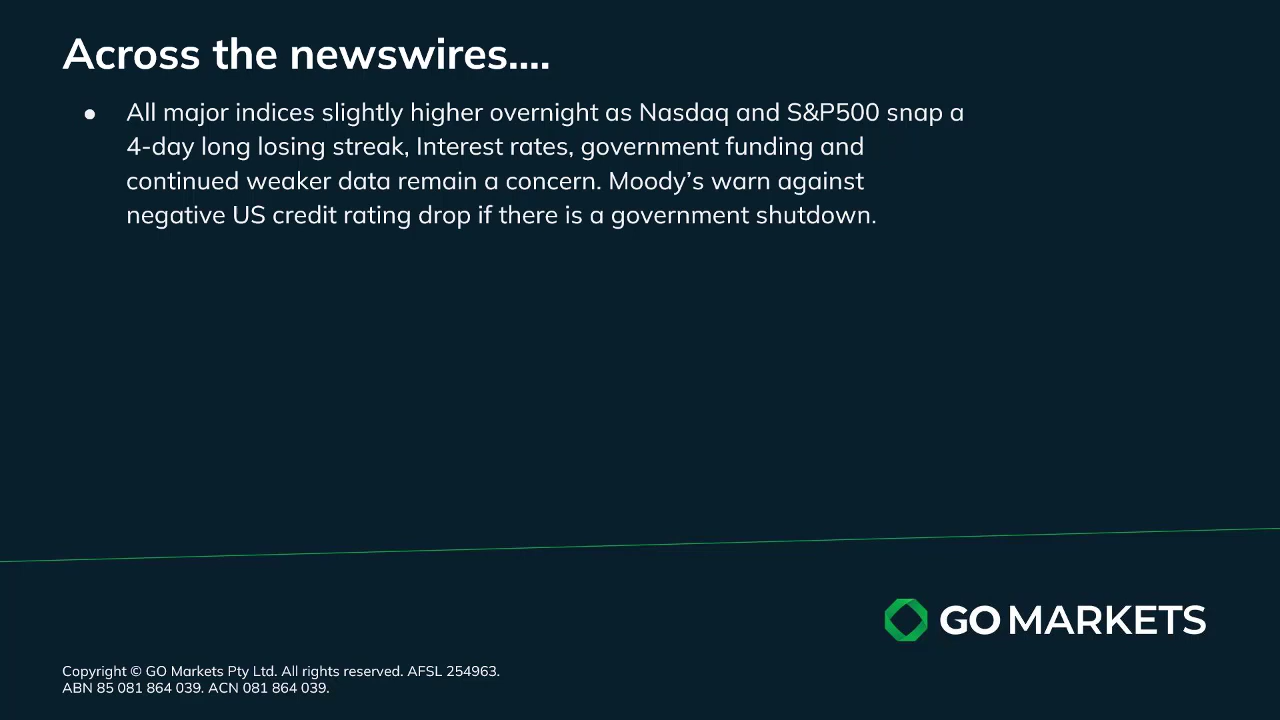 Across the newswires....
● All major indices slightly higher overnight as Nasdaq and S&P500 snap a
4-day long losing streak, Interest rates, government funding and
continued weaker data remain a concern. Moody’s warn against
negative US credit rating drop if there is a government shutdown.
GO MARKETS
Copyright © GO Markets Pty Ltd. All rights reserved. AFSL 254963.
ABN 85 081 864 039. ACN 081 864 039.